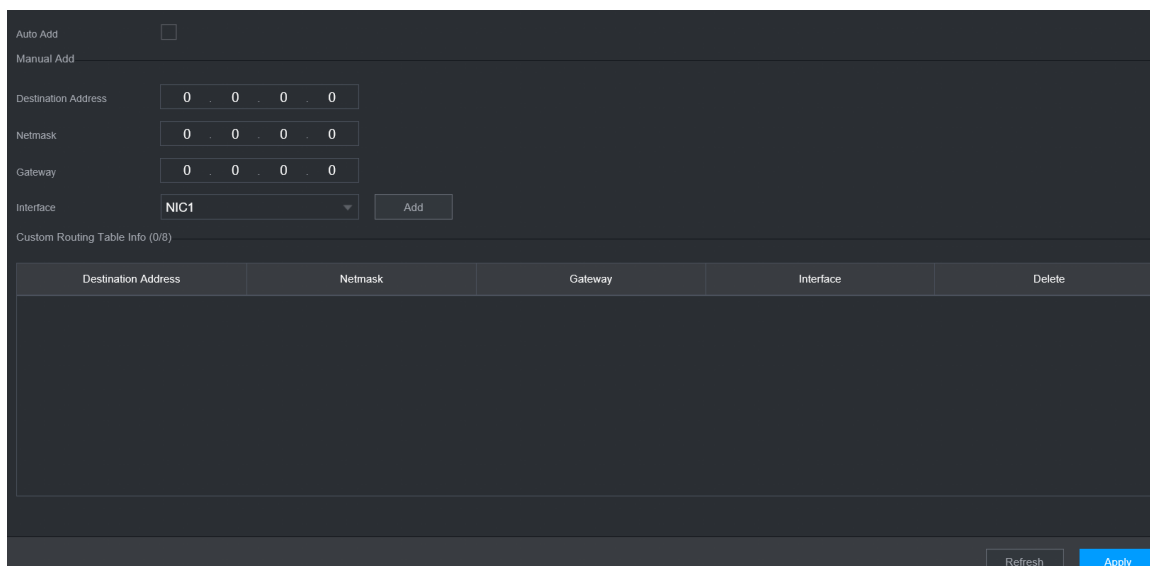 Auto Add
Manual Add
Destination Address 0 . 0 . 0 . 0
Netmask 0 . 0 . 0 . 0
Gateway 0 . 0 . 0 . 0
Interface NIC1 Add
Custom Routing Table Info (0/8)
Destination Address Netmask Gateway Interface Delete
Refresh Apply